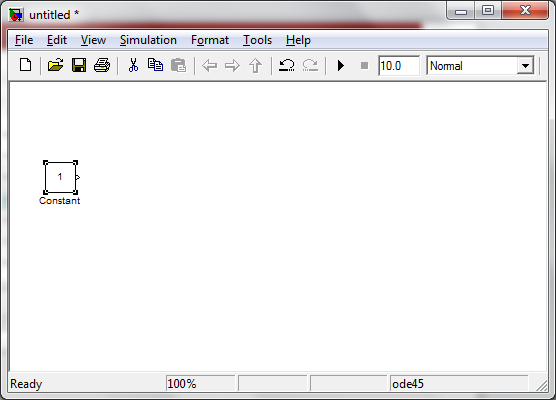 untitled *
File Edit View Simulation Format Tools Help
10.0 Normal
1
Constant
Ready 100% ode45